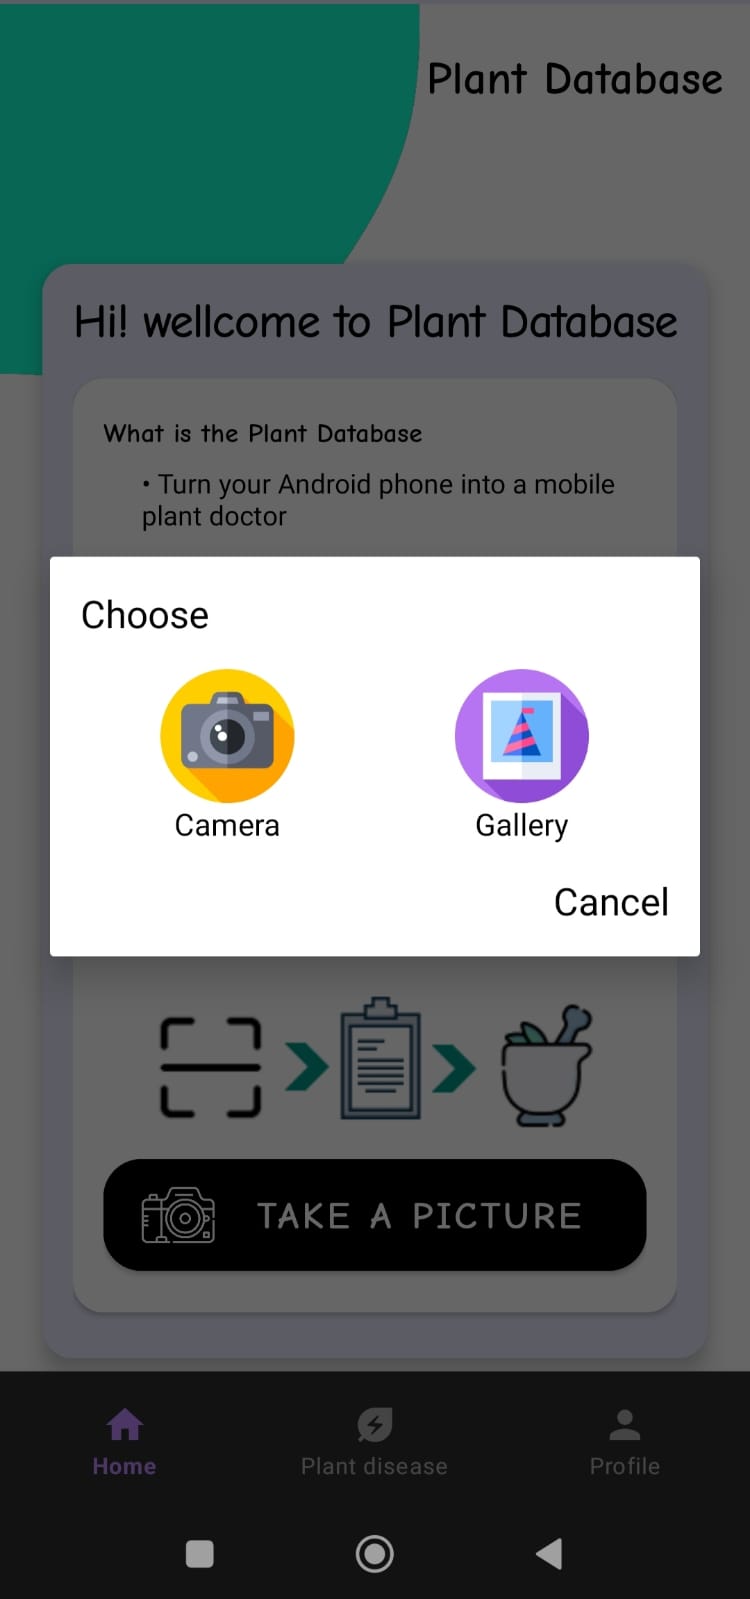 Plant Database
Hi! wellcome to Plant Database
What is the Plant Database
• Turn your Android phone into a mobile
plant doctor
Choose
Camera
Gallery
Cancel
TAKE A PICTURE
Home
Plant disease
Profile